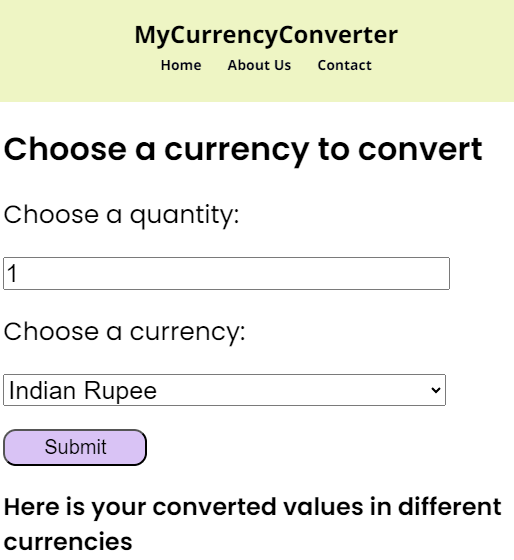 MyCurrencyConverter
Home About Us Contact
Choose a currency to convert
Choose a quantity:
1
Choose a currency:
Indian Rupee
Submit
Here is your converted values in different
currencies